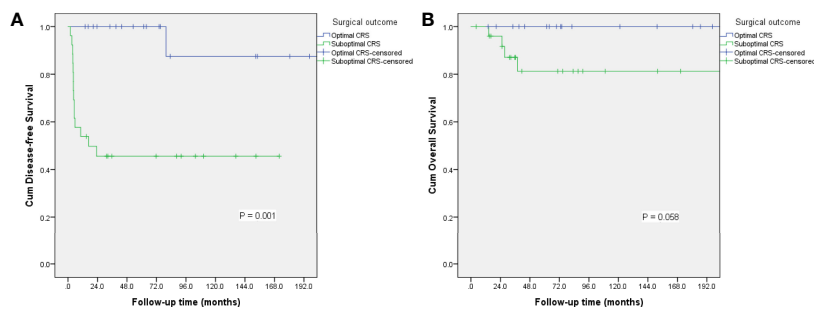 A
Surgical outcome
Optimal CRS
Suboptimal CRS
Optimal CRS-censored
Suboptimal CRS-censored
1.0
0.8
0.6
0.4
0.2
0.0
Cum Disease-free Survival
P = 0.001
.0 24.0 48.0 72.0 96.0 120.0 144.0 168.0 192.0
Follow-up time (months)
B
Surgical outcome
Optimal CRS
Suboptimal CRS
Optimal CRS-censored
Suboptimal CRS-censored
1.0
0.8
0.6
0.4
0.2
0.0
Cum Overall Survival
P = 0.058
.0 24.0 48.0 72.0 96.0 120.0 144.0 168.0 192.0
Follow-up time (months)